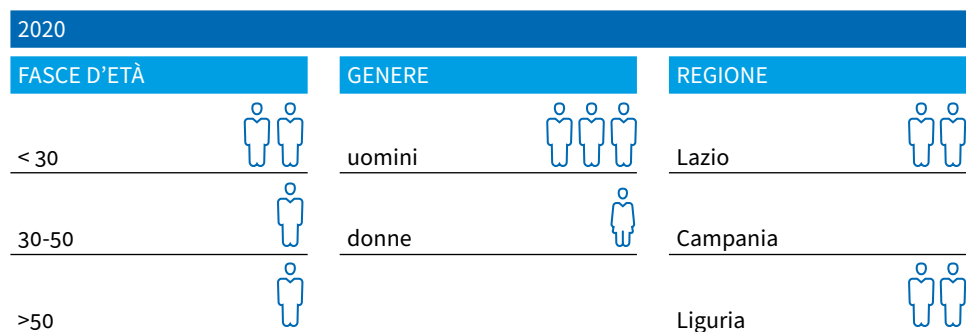 2020
FASCE D'ETÀ
< 30
30-50
>50
GENERE
uomini
donne
REGIONE
Lazio
Campania
Liguria